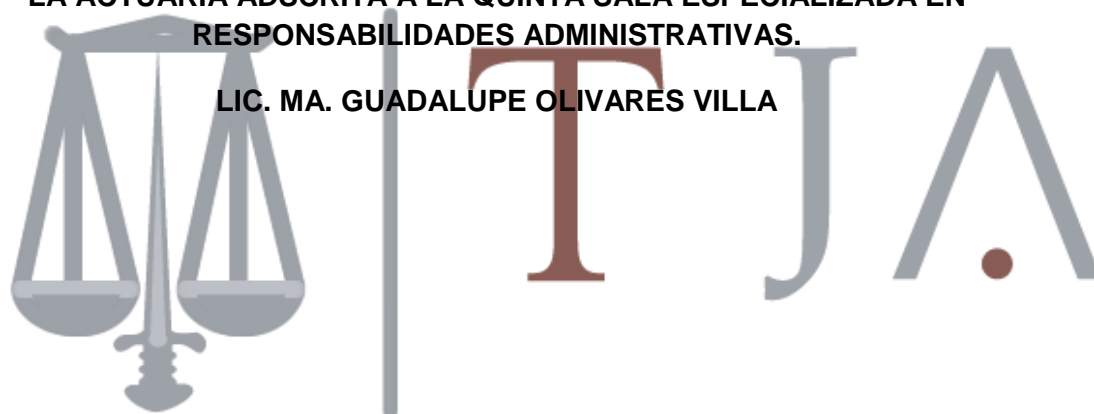 LA ACTUARIA ADSCRITA A LA QUINTA SALA ESPECIALIZADA EN
RESPONSABILIDADES ADMINISTRATIVAS.
LIC. MA. GUADALUPE OLIVARES VILLA
TJA